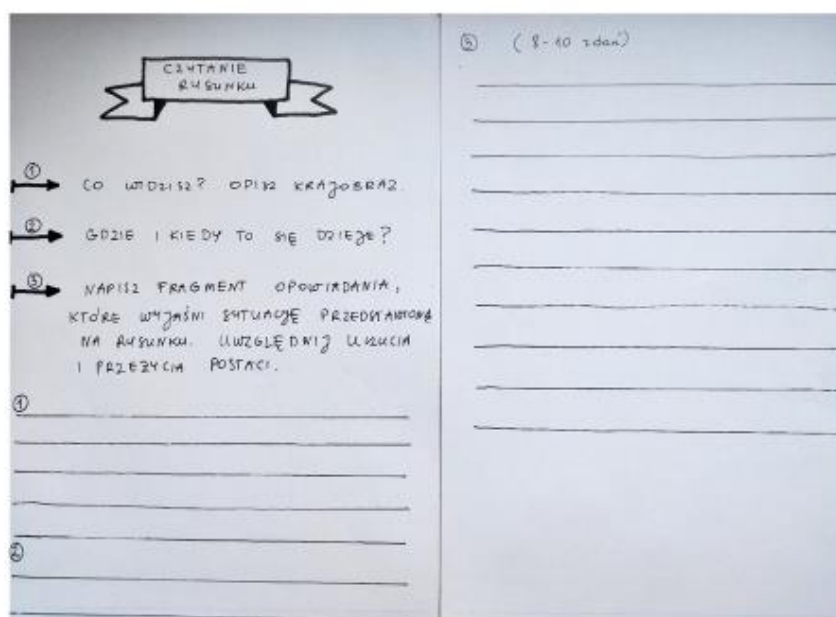 CZYTANIE
RYSUNKU
① CO WIDZISZ? OPISZ KRAJOBRAZ.
② GDZIE I KIEDY TO SIĘ DZIEJE?
③ NAPISZ FRAGMENT OPOWIADANIA,
KTÓRE WYJAŚNI SYTUACJĘ PRZEDSTAWIONĄ
NA RYSUNKU. UWZGLĘDNIJ UCZUCIA
I PRZEŻYCIA POSTACI.
①
②
③ (8-10 zdań)